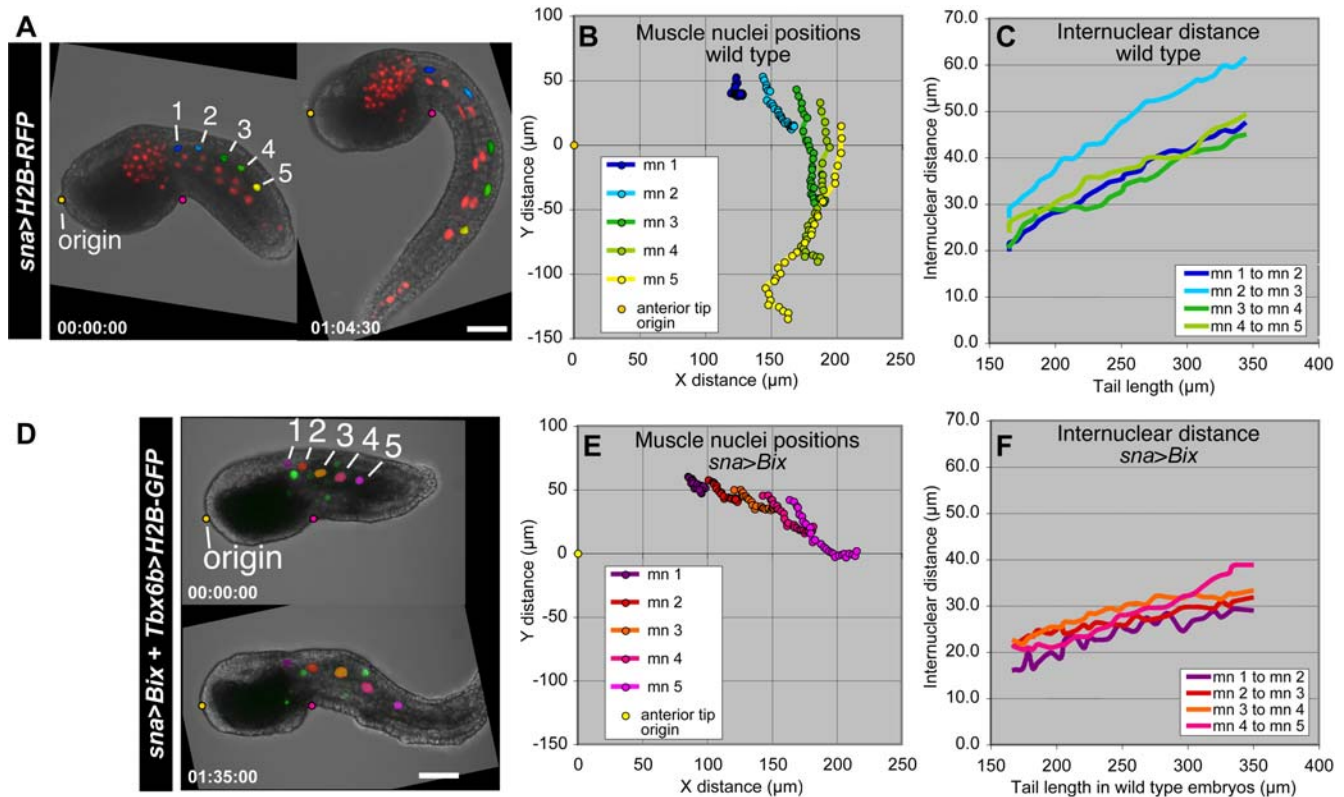 A
sna>H2B-RFP
1
2
3
4
5
origin
00:00:00
01:04:30
B
Muscle nuclei positions
wild type
Y distance (µm)
100
50
0
-50
-100
-150
mn 1
mn 2
mn 3
mn 4
mn 5
anterior tip
origin
0 50 100 150 200 250
X distance (µm)
C
Internuclear distance
wild type
Internuclear distance (µm)
70.0
60.0
50.0
40.0
30.0
20.0
10.0
0.0
mn 1 to mn 2
mn 2 to mn 3
mn 3 to mn 4
mn 4 to mn 5
150 200 250 300 350 400
Tail length (µm)
D
sna>Bix + Tbx6b>H2B-GFP
1 2 3 4 5
origin
00:00:00
01:35:00
E
Muscle nuclei positions
sna>Bix
Y distance (µm)
100
50
0
-50
-100
-150
mn 1
mn 2
mn 3
mn 4
mn 5
anterior tip
origin
0 50 100 150 200 250
X distance (µm)
F
Internuclear distance
sna>Bix
Internuclear distance (µm)
70.0
60.0
50.0
40.0
30.0
20.0
10.0
0.0
mn 1 to mn 2
mn 2 to mn 3
mn 3 to mn 4
mn 4 to mn 5
150 200 250 300 350 400
Tail length in wild type embryos (µm)